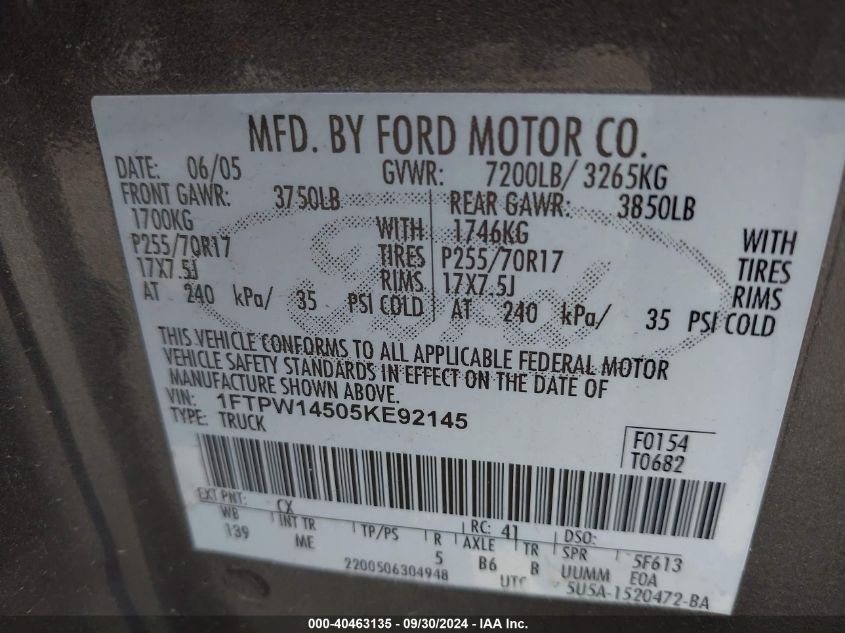 MFD. BY FORD MOTOR CO.
DATE: 06/05 GVWR: 7200LB/ 3265KG
FRONT GAWR: 3750LB REAR GAWR: 3850LB
1700KG WITH 1746KG WITH
P255/70R17 TIRES P255/70R17 TIRES
17X7.5J RIMS 17X7.5J RIMS
AT 240 kPa/ 35 PSI COLD AT 240 kPa/ 35 PSI COLD
Ford
THIS VEHICLE CONFORMS TO ALL APPLICABLE FEDERAL MOTOR
VEHICLE SAFETY STANDARDS IN EFFECT ON THE DATE OF
MANUFACTURE SHOWN ABOVE.
VIN: 1FTPW14505KE92145
TYPE: TRUCK
F0154
T0682
EXT PNT: CX RC: 41 DSO:
WB INT TR TP/PS R AXLE TR SPR 5F613
139 ME 5 B6 B UUMM E0A
2200506304948 UTC 5U5A-1520472-BA
000-40463135 - 09/30/2024 - IAA Inc.